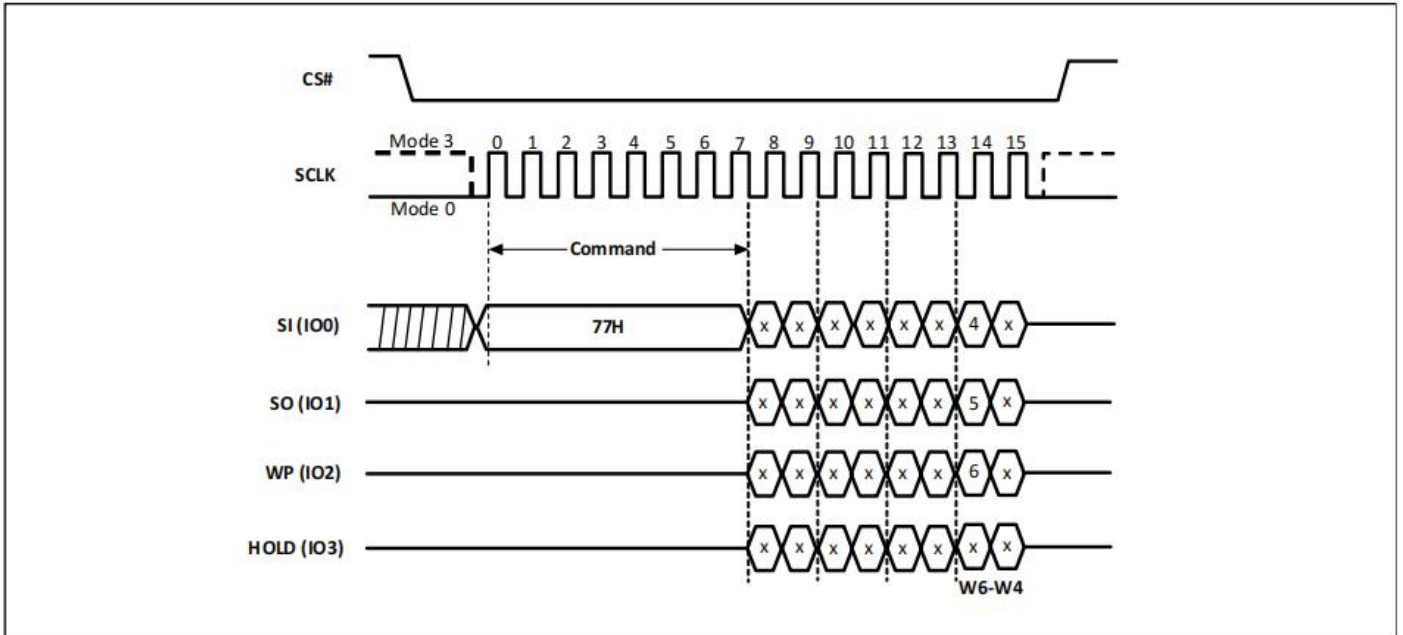 CS#
Mode 3
0 1 2 3 4 5 6 7 8 9 10 11 12 13 14 15
SCLK
Mode 0
Command
SI (IO0)
77H
x x x x x x 4 x
SO (IO1)
x x x x x x 5 x
WP (IO2)
x x x x x x 6 x
HOLD (IO3)
x x x x x x x x
W6-W4